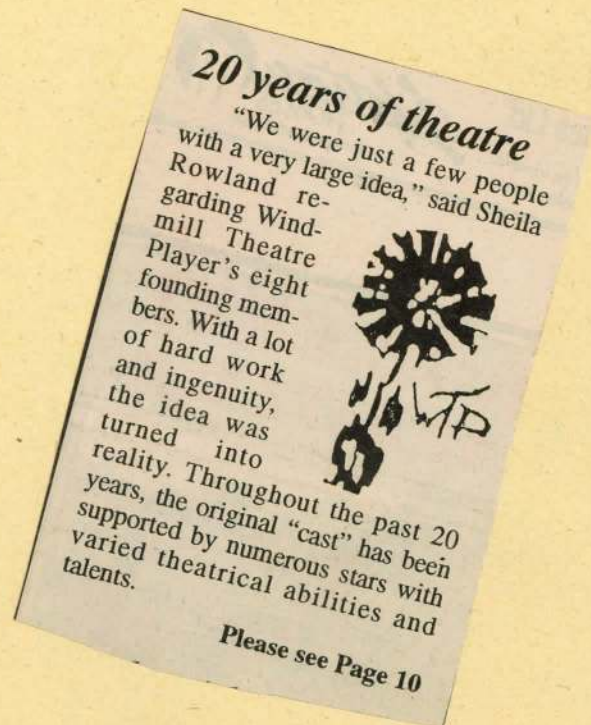 20 years of theatre
“We were just a few people
with a very large idea,” said Sheila
Rowland re-
garding Wind-
mill Theatre
Player's eight
founding mem-
bers. With a lot
of hard work
and ingenuity,
the idea was
turned into
reality. Throughout the past 20
years, the original “cast” has been
supported by numerous stars with
varied theatrical abilities and
talents.
WTP
Please see Page 10